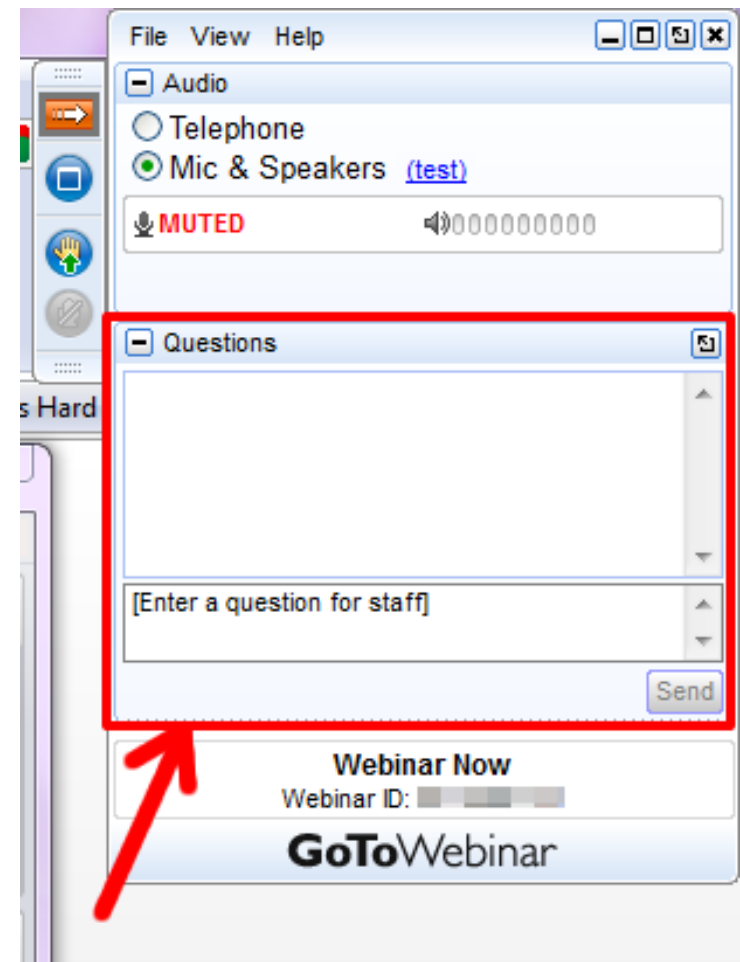 File View Help
Audio
Telephone
Mic & Speakers (test)
MUTED
Questions
s Hard
[Enter a question for staff]
Send
Webinar Now
Webinar ID:
GoToWebinar